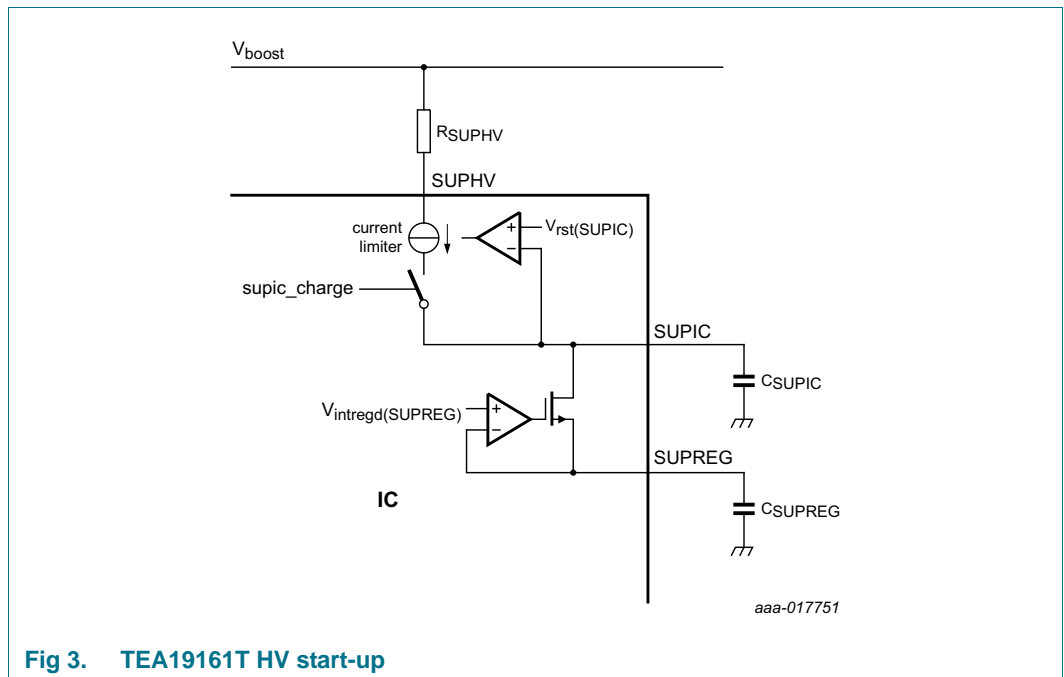 Vboost
RSUPHV
SUPHV
current
limiter
+
Vrst(SUPIC)
−
supic_charge
SUPIC
CSUPIC
Vintregd(SUPREG)
+
−
SUPREG
IC
CSUPREG
aaa-017751
Fig 3. TEA19161T HV start-up